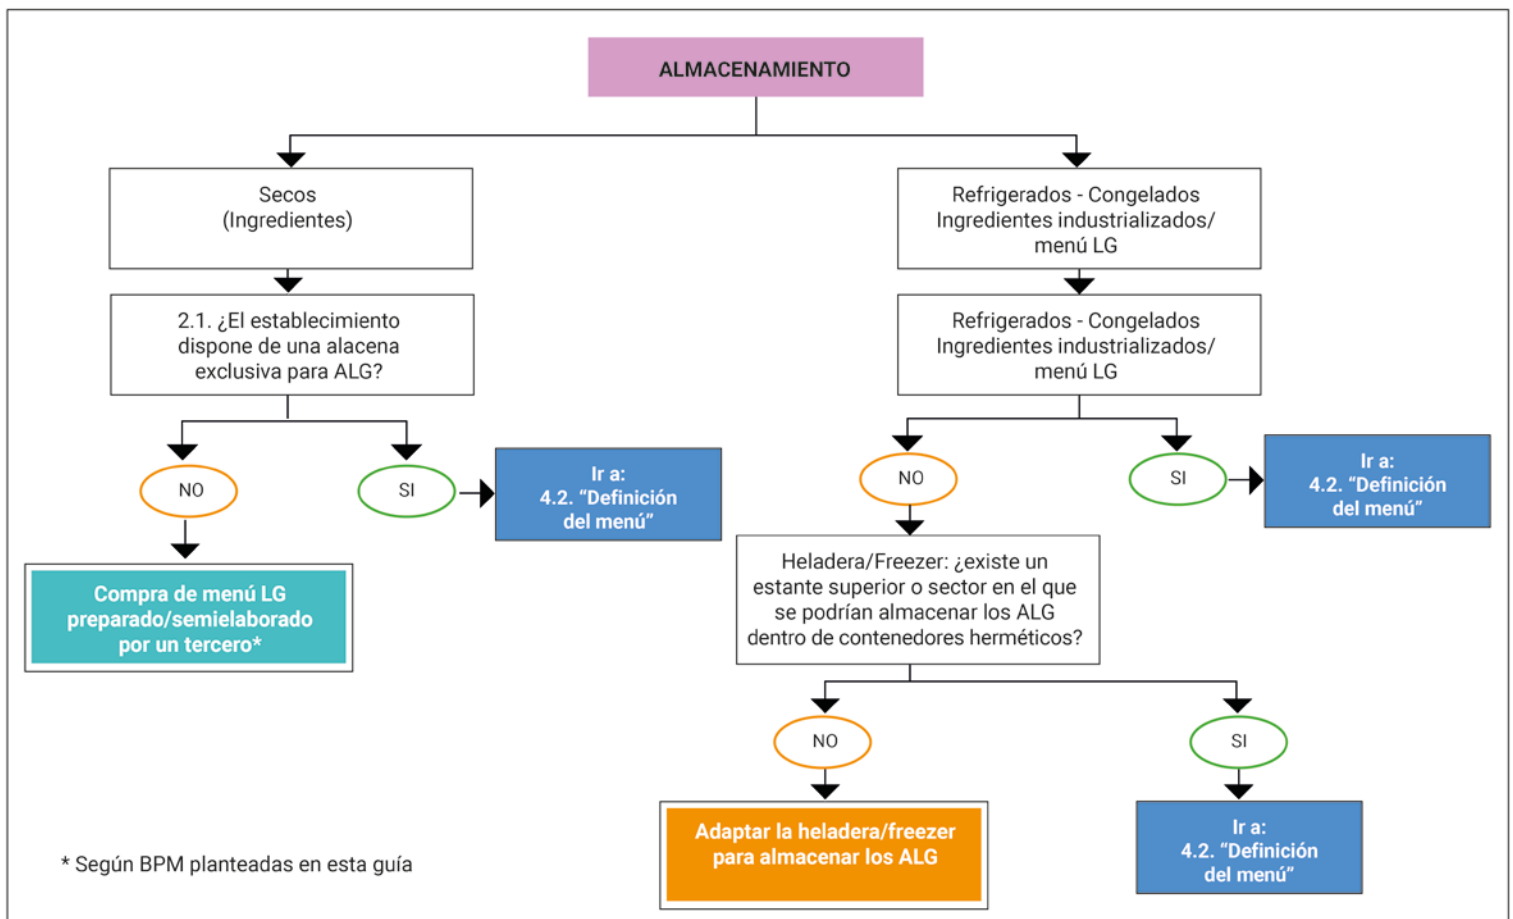 ALMACENAMIENTO
Secos
(Ingredientes)
Refrigerados - Congelados
Ingredientes industrializados/
menú LG
2.1. ¿El establecimiento
dispone de una alacena
exclusiva para ALG?
Refrigerados - Congelados
Ingredientes industrializados/
menú LG
NO
SI
Ir a:
4.2. “Definición
del menú”
NO
SI
Ir a:
4.2. “Definición
del menú”
Compra de menú LG
preparado/semielaborado
por un tercero*
Heladera/Freezer: ¿existe un
estante superior o sector en el que
se podrían almacenar los ALG
dentro de contenedores herméticos?
NO
SI
Adaptar la heladera/freezer
para almacenar los ALG
Ir a:
4.2. “Definición
del menú”
* Según BPM planteadas en esta guía